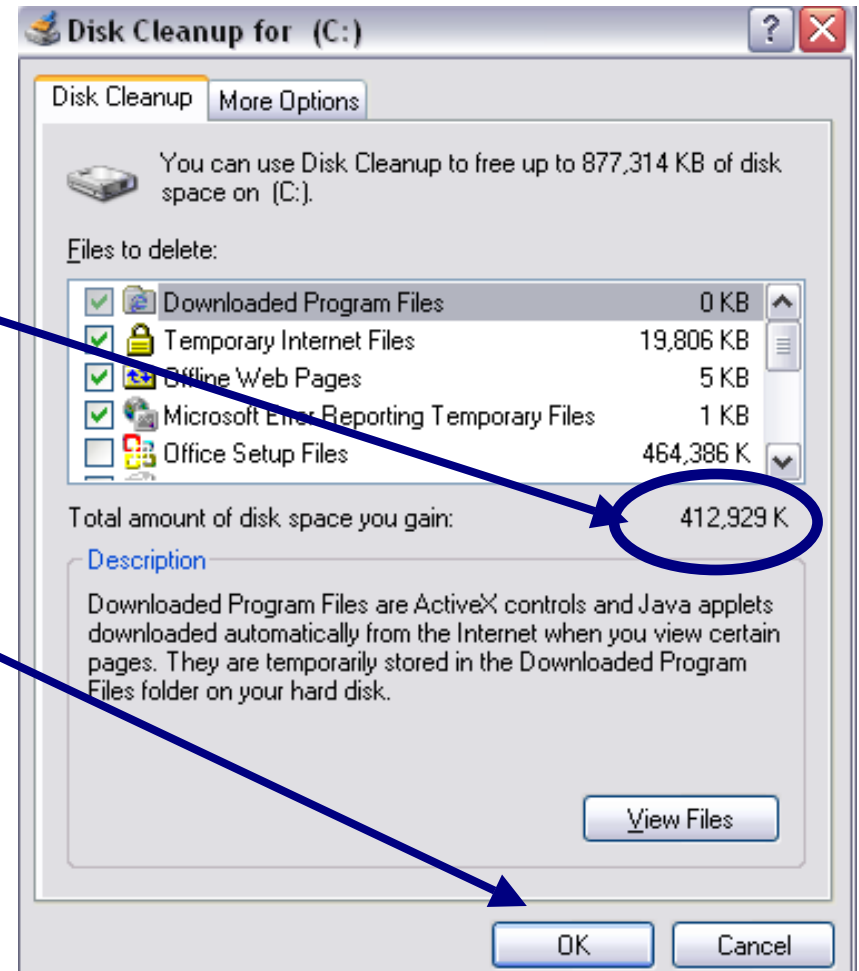 Disk Cleanup for (C:)
Disk Cleanup More Options
You can use Disk Cleanup to free up to 877,314 KB of disk
space on (C:).
Files to delete:
Downloaded Program Files 0 KB
Temporary Internet Files 19,806 KB
Offline Web Pages 5 KB
Microsoft Error Reporting Temporary Files 1 KB
Office Setup Files 464,386 K
Total amount of disk space you gain: 412,929 K
Description
Downloaded Program Files are ActiveX controls and Java applets
downloaded automatically from the Internet when you view certain
pages. They are temporarily stored in the Downloaded Program
Files folder on your hard disk.
View Files
OK Cancel